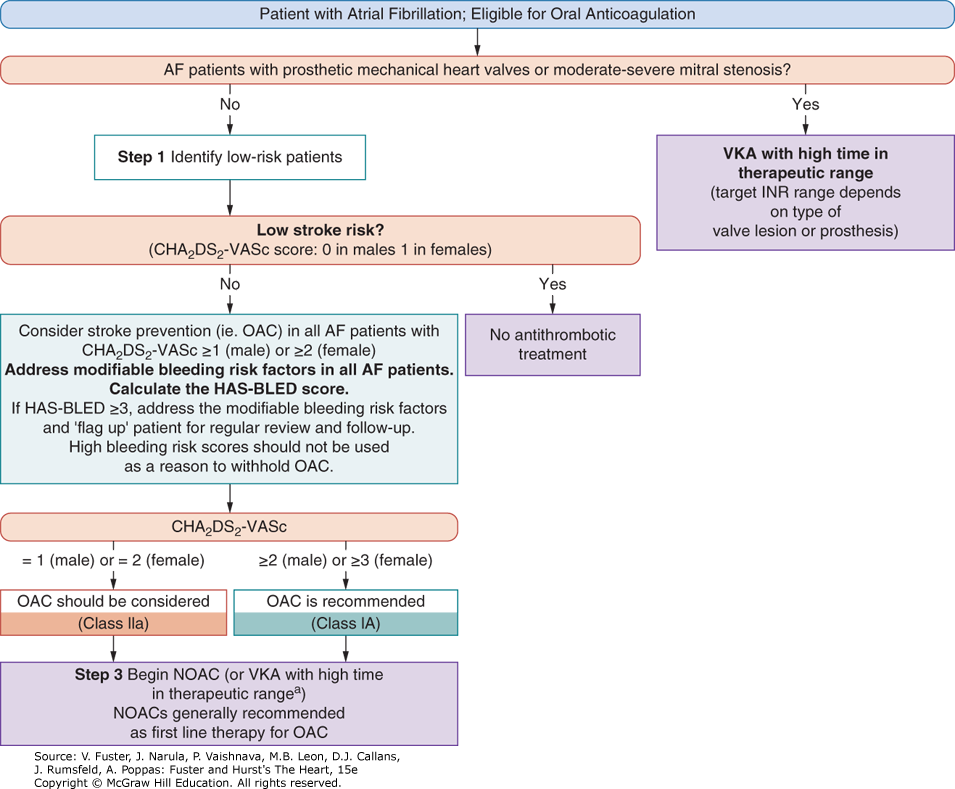 Patient with Atrial Fibrillation; Eligible for Oral Anticoagulation
AF patients with prosthetic mechanical heart valves or moderate-severe mitral stenosis?
No
Yes
Step 1 Identify low-risk patients
VKA with high time in
therapeutic range
(target INR range depends
on type of
valve lesion or prosthesis)
Low stroke risk?
(CHA₂DS₂-VASc score: 0 in males 1 in females)
No
Yes
Consider stroke prevention (ie. OAC) in all AF patients with
CHA₂DS₂-VASc ≥1 (male) or ≥2 (female)
Address modifiable bleeding risk factors in all AF patients.
Calculate the HAS-BLED score.
If HAS-BLED ≥3, address the modifiable bleeding risk factors
and 'flag up' patient for regular review and follow-up.
High bleeding risk scores should not be used
as a reason to withhold OAC.
No antithrombotic
treatment
CHA₂DS₂-VASc
= 1 (male) or = 2 (female)
≥2 (male) or ≥3 (female)
OAC should be considered
(Class IIa)
OAC is recommended
(Class IA)
Step 3 Begin NOAC (or VKA with high time
in therapeutic rangeᵃ)
NOACs generally recommended
as first line therapy for OAC
Source: V. Fuster, J. Narula, P. Vaishnava, M.B. Leon, D.J. Callans,
J. Rumsfeld, A. Poppas: Fuster and Hurst's The Heart, 15e
Copyright © McGraw Hill Education. All rights reserved.